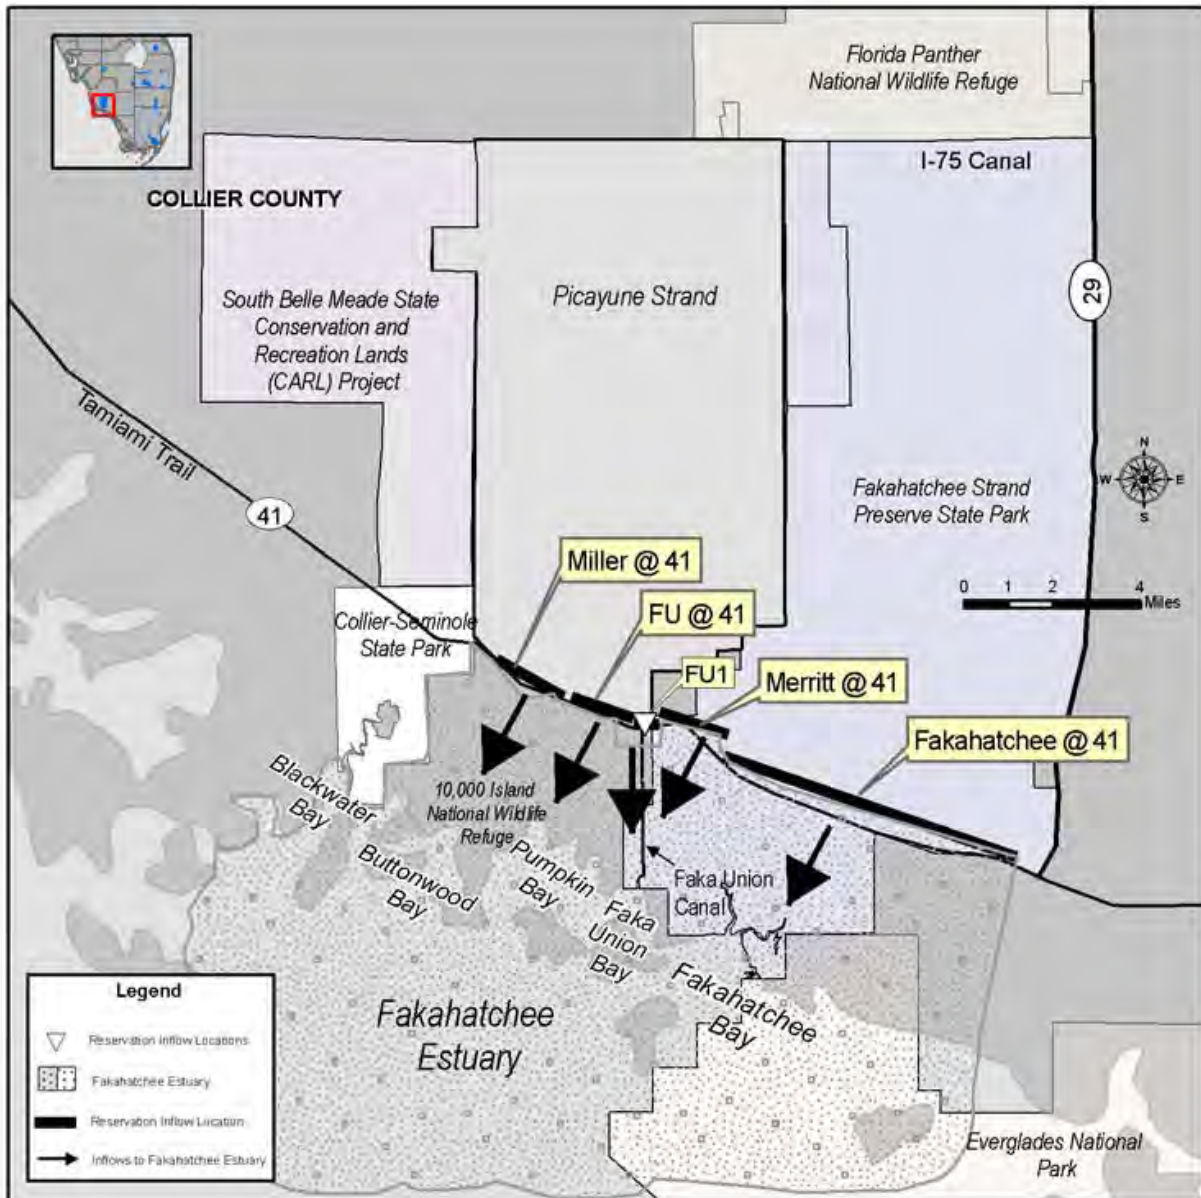 Florida Panther
National Wildlife Refuge
I-75 Canal
COLLIER COUNTY
29
South Belle Meade State
Conservation and
Recreation Lands
(CARL) Project
Picayune Strand
Tamiami Trail
41
Fakahatchee Strand
Preserve State Park
N
W
E
S
0 1 2 4
Miles
Miller @ 41
FU @ 41
FU1
Merritt @ 41
Fakahatchee @ 41
Collier-Seminole
State Park
Blackwater
Bay
10,000 Island
National Wildlife
Refuge
Buttonwood
Bay
Pumpkin
Bay
Faka
Union
Bay
Faka Union
Canal
Fakahatchee
Bay
Fakahatchee
Estuary
Everglades National
Park
Legend
Reservation Inflow Locations
Fakahatchee Estuary
Reservation Inflow Location
Inflows to Fakahatchee Estuary